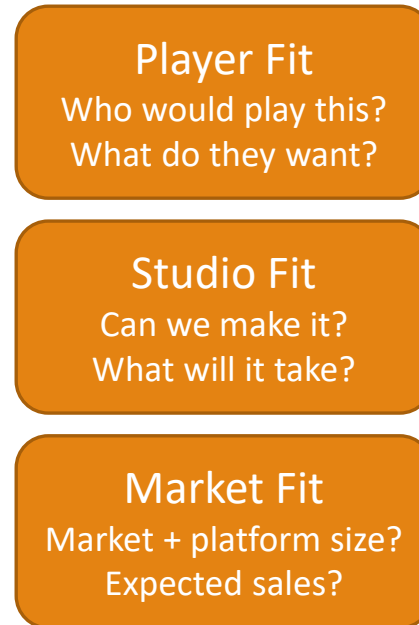 Player Fit
Who would play this?
What do they want?
Studio Fit
Can we make it?
What will it take?
Market Fit
Market + platform size?
Expected sales?